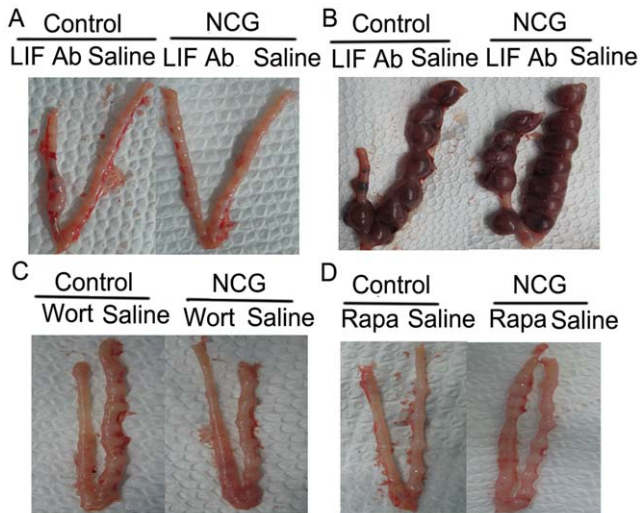 A
Control NCG
LIF Ab Saline LIF Ab Saline
B
Control NCG
LIF Ab Saline LIF Ab Saline
C
Control NCG
Wort Saline Wort Saline
D
Control NCG
Rapa Saline Rapa Saline